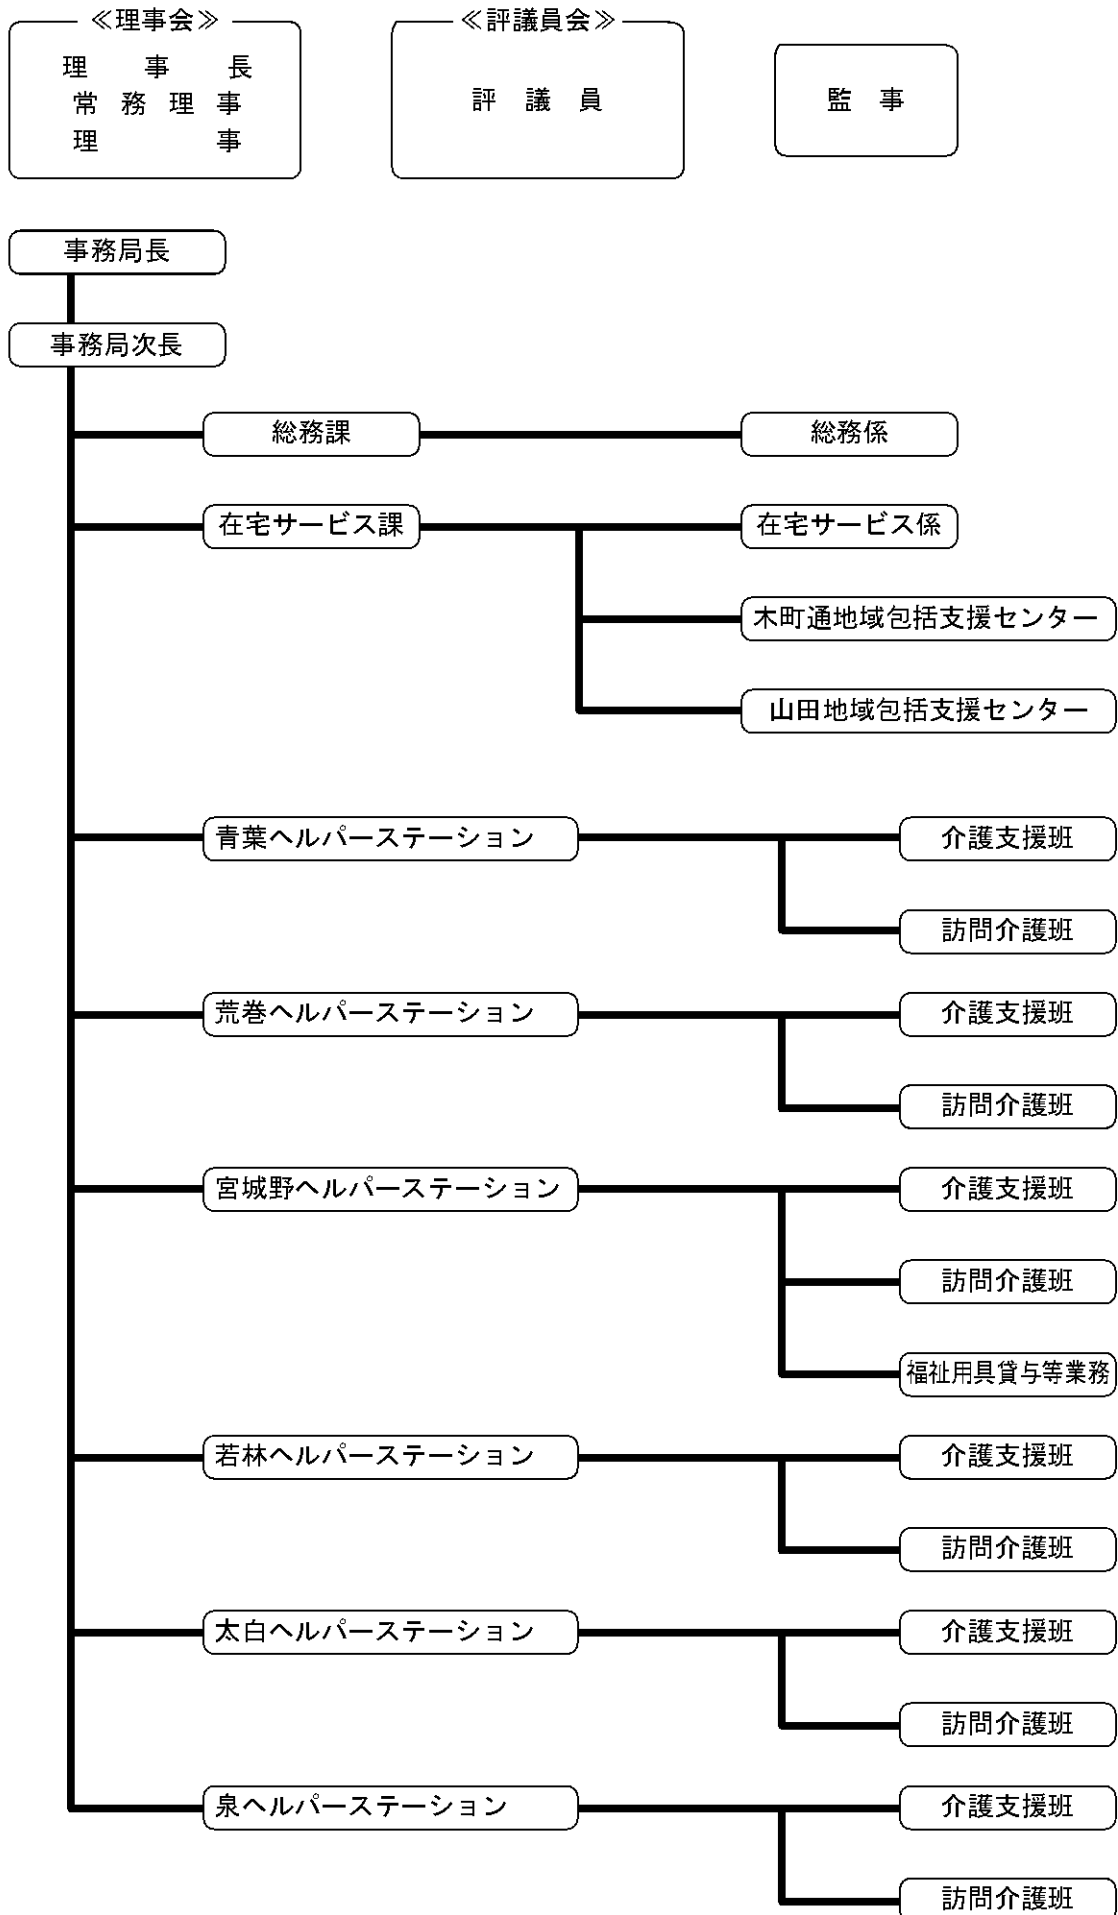 ≪理事会≫
理事長
常務理事
理事
≪評議員会≫
評議員
監事
事務局長
事務局次長
総務課
総務係
在宅サービス課
在宅サービス係
木町通地域包括支援センター
山田地域包括支援センター
青葉ヘルパーステーション
介護支援班
訪問介護班
荒巻ヘルパーステーション
介護支援班
訪問介護班
宮城野ヘルパーステーション
介護支援班
訪問介護班
福祉用具貸与等業務
若林ヘルパーステーション
介護支援班
訪問介護班
太白ヘルパーステーション
介護支援班
訪問介護班
泉ヘルパーステーション
介護支援班
訪問介護班